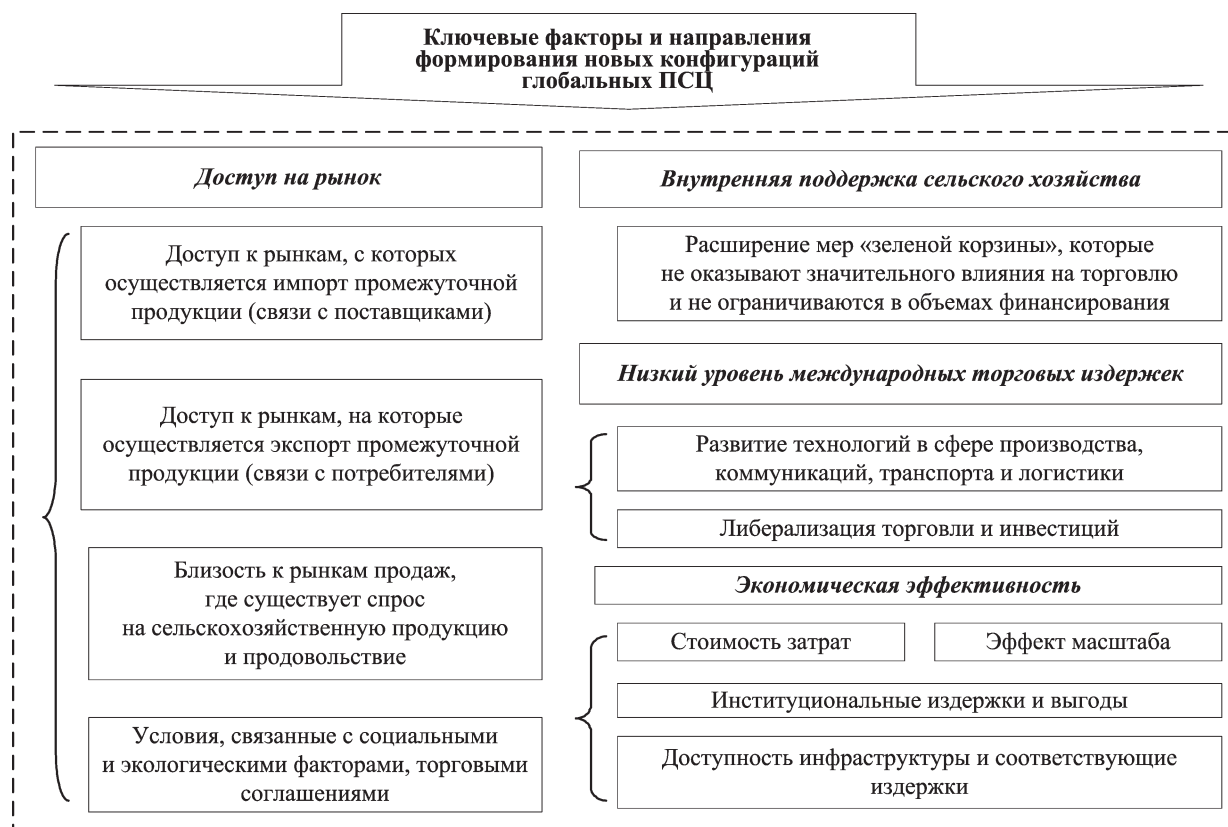 Ключевые факторы и направления
формирования новых конфигураций
глобальных ПСЦ
Доступ на рынок
Доступ к рынкам, с которых
осуществляется импорт промежуточной
продукции (связи с поставщиками)
Доступ к рынкам, на которые
осуществляется экспорт промежуточной
продукции (связи с потребителями)
Близость к рынкам продаж,
где существует спрос
на сельскохозяйственную продукцию
и продовольствие
Условия, связанные с социальными
и экологическими факторами, торговыми
соглашениями
Внутренняя поддержка сельского хозяйства
Расширение мер «зеленой корзины», которые
не оказывают значительного влияния на торговлю
и не ограничиваются в объемах финансирования
Низкий уровень международных торговых издержек
Развитие технологий в сфере производства,
коммуникаций, транспорта и логистики
Либерализация торговли и инвестиций
Экономическая эффективность
Стоимость затрат
Эффект масштаба
Институциональные издержки и выгоды
Доступность инфраструктуры и соответствующие
издержки